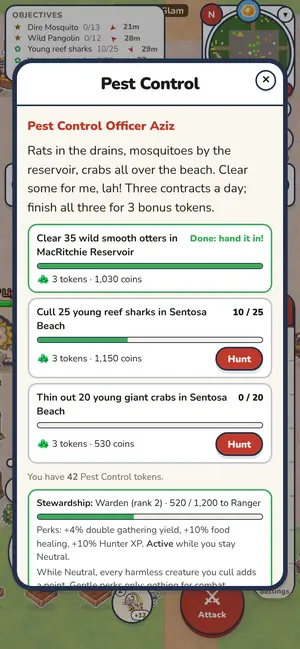 Glam
OBJECTIVES
★ Dire Mosquito 0/13 21m
★ Wild Pangolin 0/12 28m
Young reef sharks 10/25 29m
N
Pest Control
×
Pest Control Officer Aziz
Rats in the drains, mosquitoes by the
reservoir, crabs all over the beach. Clear
some for me, lah! Three contracts a day;
finish all three for 3 bonus tokens.
Clear 35 wild smooth otters in Done: hand it in!
MacRitchie Reservoir
3 tokens · 1,030 coins
Cull 25 young reef sharks in Sentosa 10 / 25
Beach
3 tokens · 1,150 coins Hunt
Thin out 20 young giant crabs in Sentosa 0 / 20
Beach
3 tokens · 530 coins Hunt
You have 42 Pest Control tokens.
Stewardship: Warden (rank 2) · 520 / 1,200 to Ranger
Perks: +4% double gathering yield, +10% food
healing, +10% Hunter XP. Active while you stay
Neutral.
While Neutral, every harmless creature you cull adds
a point. Gentle perks only: nothing for combat
Settings
+12
Attack